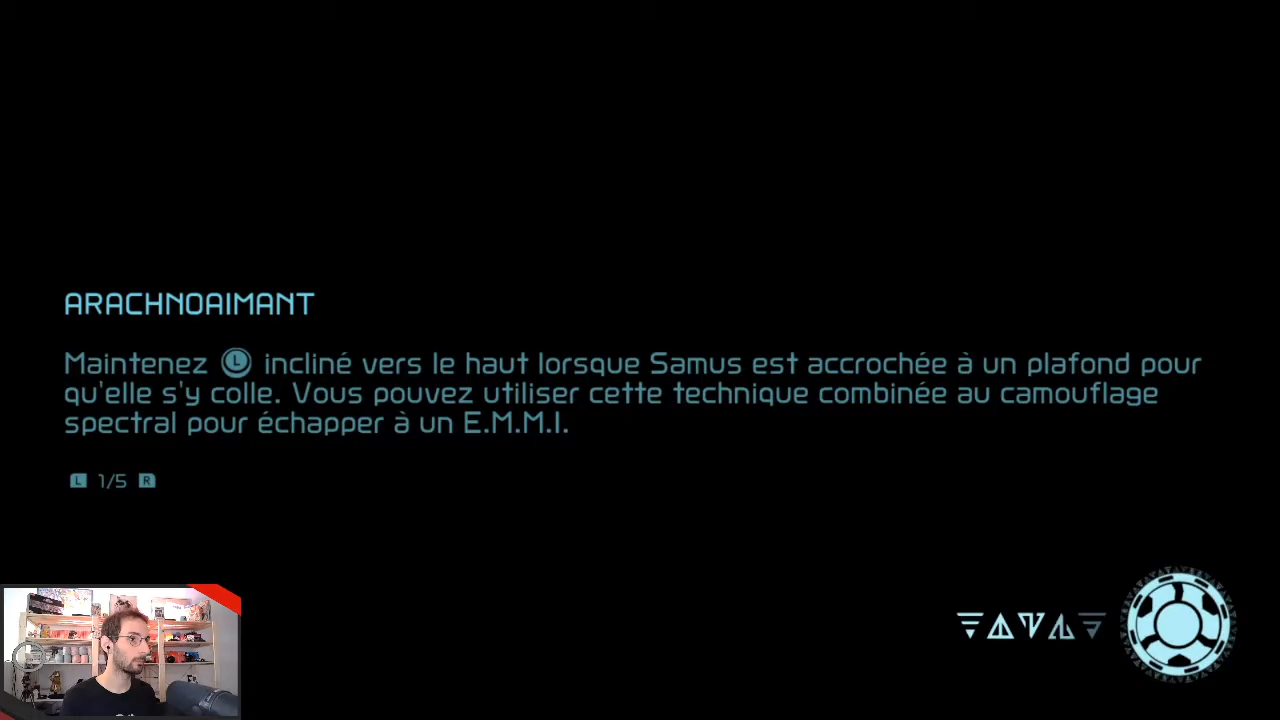 ARACHNOAIMANT
Maintenez L incliné vers le haut lorsque Samus est accrochée à un plafond pour
qu'elle s'y colle. Vous pouvez utiliser cette technique combinée au camouflage
spectral pour échapper à un E.M.M.I.
L 1/5 R